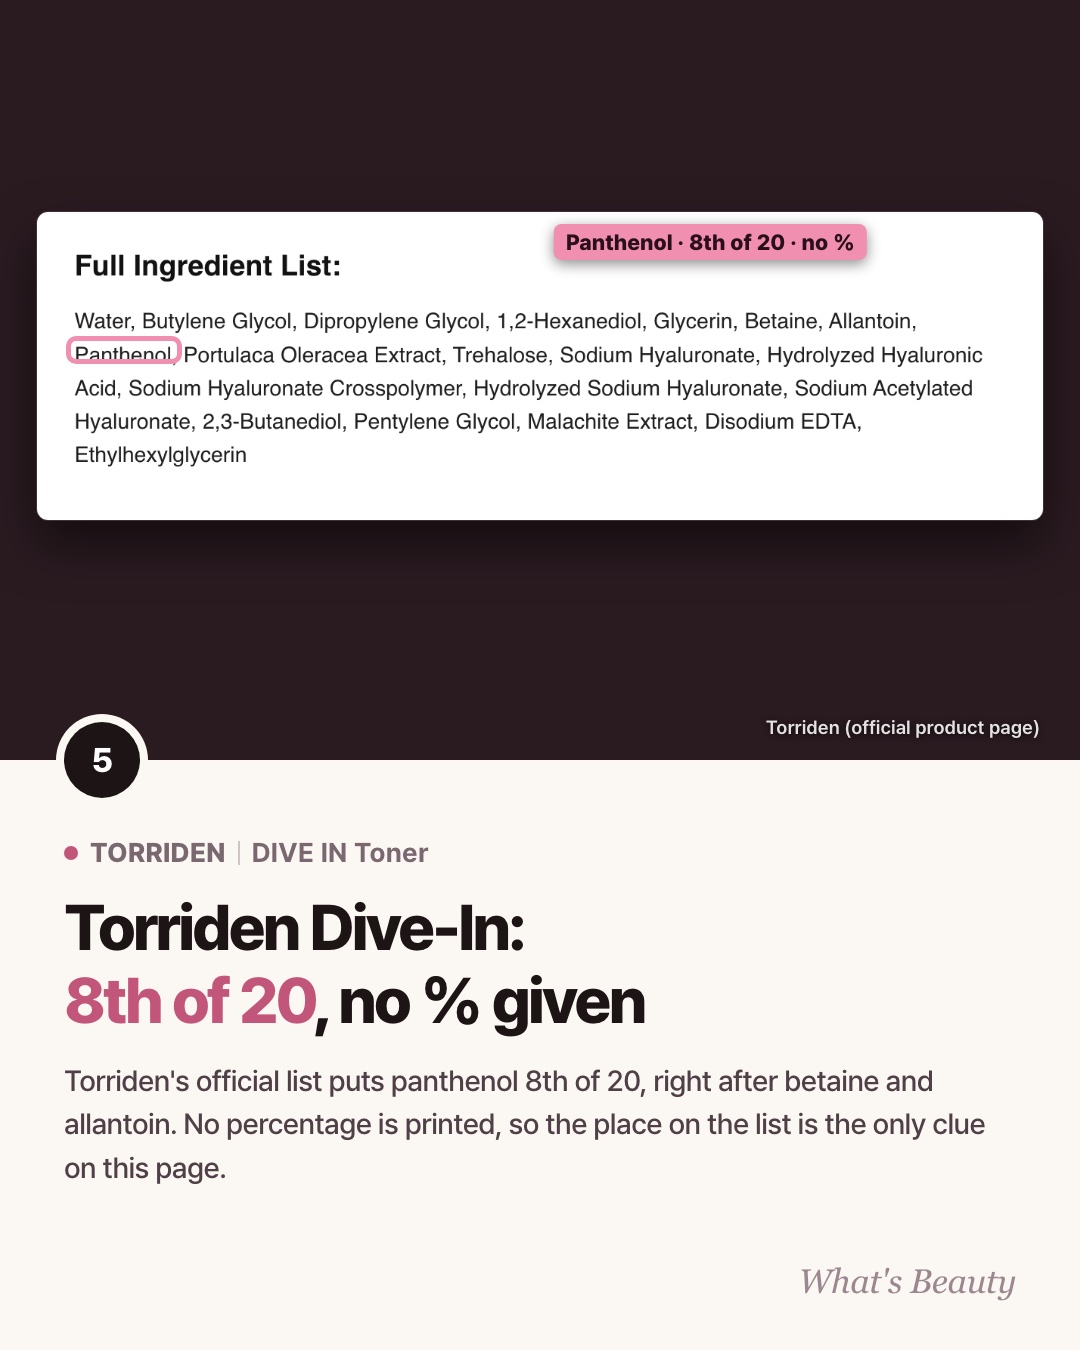 Panthenol · 8th of 20 · no %
Full Ingredient List:
Water, Butylene Glycol, Dipropylene Glycol, 1,2-Hexanediol, Glycerin, Betaine, Allantoin,
Panthenol, Portulaca Oleracea Extract, Trehalose, Sodium Hyaluronate, Hydrolyzed Hyaluronic
Acid, Sodium Hyaluronate Crosspolymer, Hydrolyzed Sodium Hyaluronate, Sodium Acetylated
Hyaluronate, 2,3-Butanediol, Pentylene Glycol, Malachite Extract, Disodium EDTA,
Ethylhexylglycerin
Torriden (official product page)
5
TORRIDEN | DIVE IN Toner
Torriden Dive-In:
8th of 20, no % given
Torriden's official list puts panthenol 8th of 20, right after betaine and
allantoin. No percentage is printed, so the place on the list is the only clue
on this page.
What's Beauty